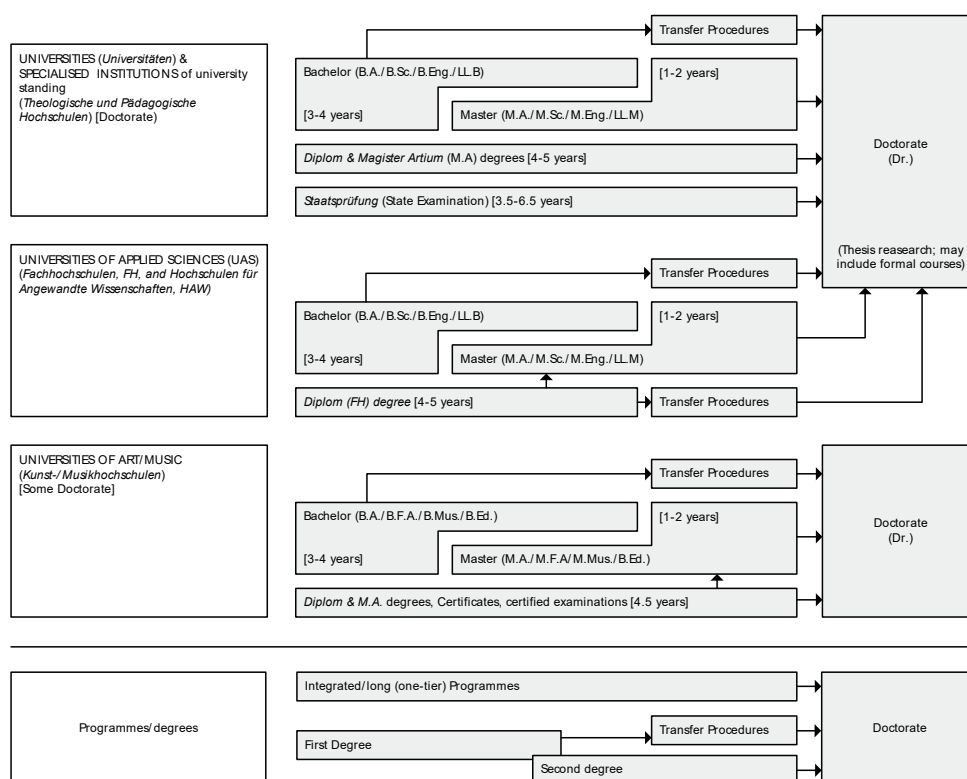 UNIVERSITIES (Universitäten) &
SPECIALISED INSTITUTIONS of university
standing
(Theologische und Pädagogische
Hochschulen) [Doctorate]
Transfer Procedures
Bachelor (B.A./B.Sc./B.Eng./LL.B)
[1-2 years]
[3-4 years]
Master (M.A./M.Sc./M.Eng./LL.M)
Diplom & Magister Artium (M.A) degrees [4-5 years]
Staatsprüfung (State Examination) [3.5-6.5 years]
Doctorate
(Dr.)
(Thesis reasearch; may
include formal courses)
UNIVERSITIES OF APPLIED SCIENCES (UAS)
(Fachhochschulen, FH, and Hochschulen für
Angewandte Wissenschaften, HAW)
Transfer Procedures
Bachelor (B.A./B.Sc./B.Eng./LL.B)
[1-2 years]
[3-4 years]
Master (M.A./M.Sc./M.Eng./LL.M)
Diplom (FH) degree [4-5 years]
Transfer Procedures
UNIVERSITIES OF ART/MUSIC
(Kunst-/Musikhochschulen)
[Some Doctorate]
Transfer Procedures
Bachelor (B.A./B.F.A./B.Mus./B.Ed.)
[1-2 years]
[3-4 years]
Master (M.A./M.F.A/M.Mus./B.Ed.)
Diplom & M.A. degrees, Certificates, certified examinations [4.5 years]
Doctorate
(Dr.)
Programmes/degrees
Integrated/long (one-tier) Programmes
Transfer Procedures
First Degree
Second degree
Doctorate